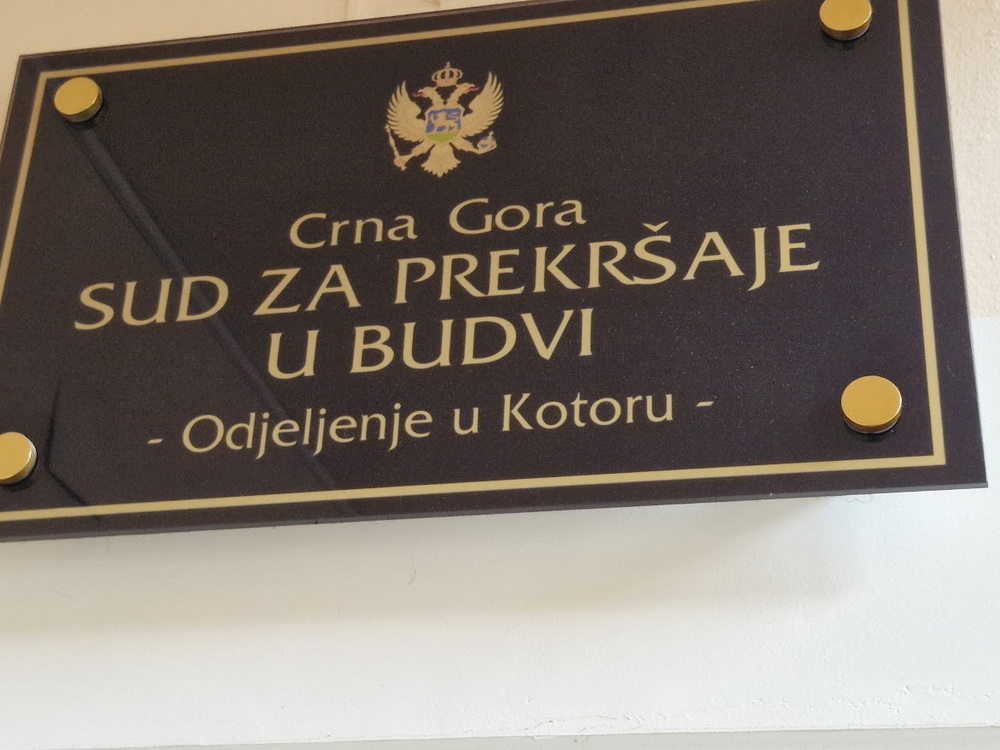 Crna Gora
SUD ZA PREKRŠAJE
U BUDVI
- Odjeljenje u Kotoru -